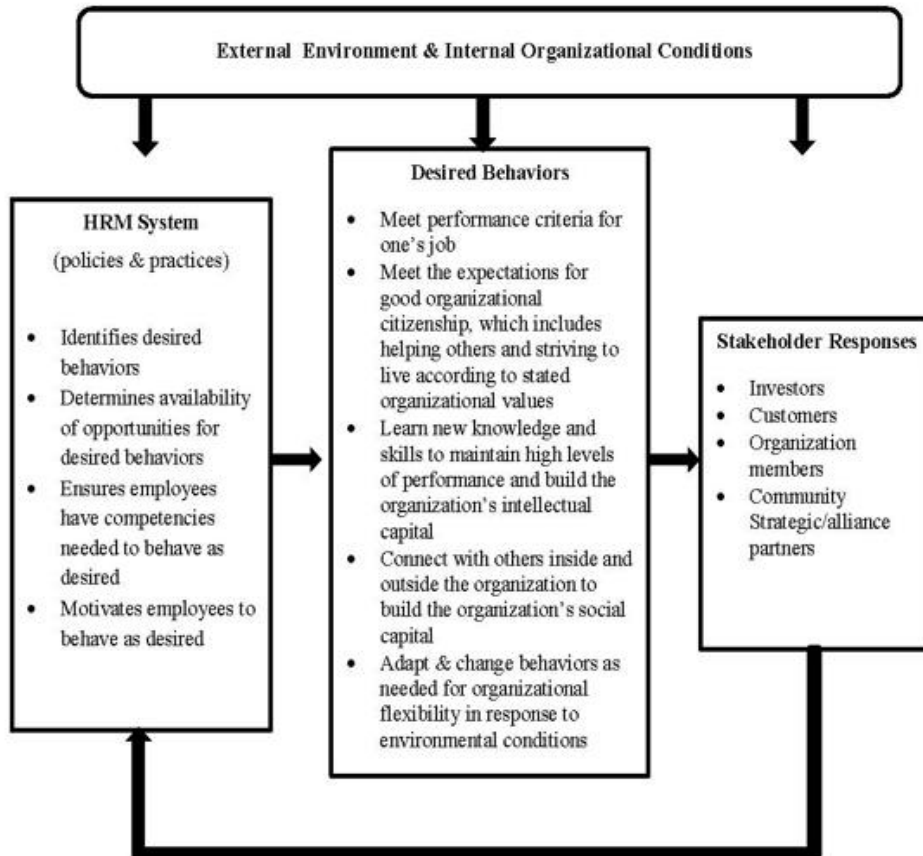 External Environment & Internal Organizational Conditions
HRM System
(policies & practices)
• Identifies desired
behaviors
• Determines availability
of opportunities for
desired behaviors
• Ensures employees
have competencies
needed to behave as
desired
• Motivates employees to
behave as desired
Desired Behaviors
• Meet performance criteria for
one's job
• Meet the expectations for
good organizational
citizenship, which includes
helping others and striving to
live according to stated
organizational values
• Learn new knowledge and
skills to maintain high levels
of performance and build the
organization's intellectual
capital
• Connect with others inside and
outside the organization to
build the organization's social
capital
• Adapt & change behaviors as
needed for organizational
flexibility in response to
environmental conditions
Stakeholder Responses
• Investors
• Customers
• Organization
members
• Community
Strategic/alliance
partners